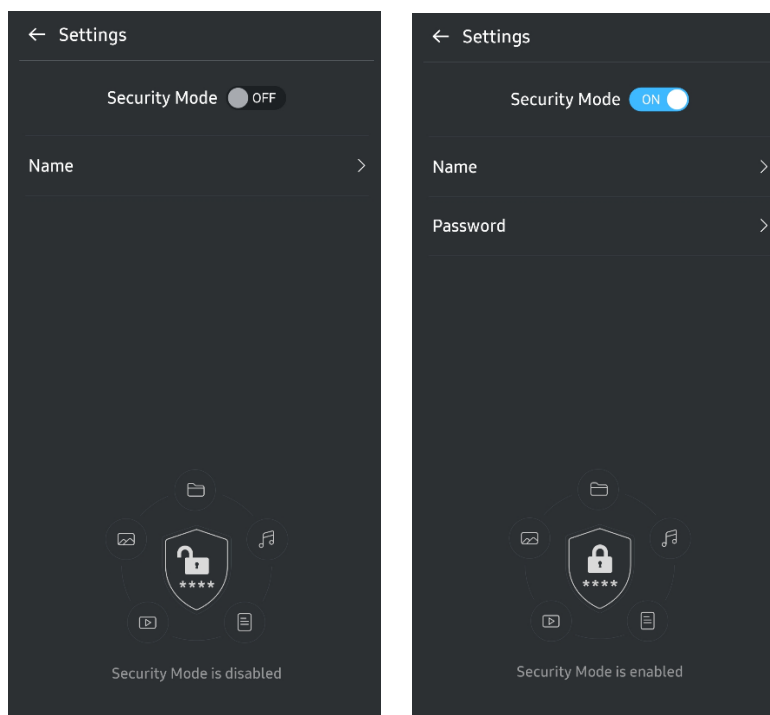 Settings
Security Mode OFF
Name
****
Security Mode is disabled
Settings
Security Mode ON
Name
Password
****
Security Mode is enabled